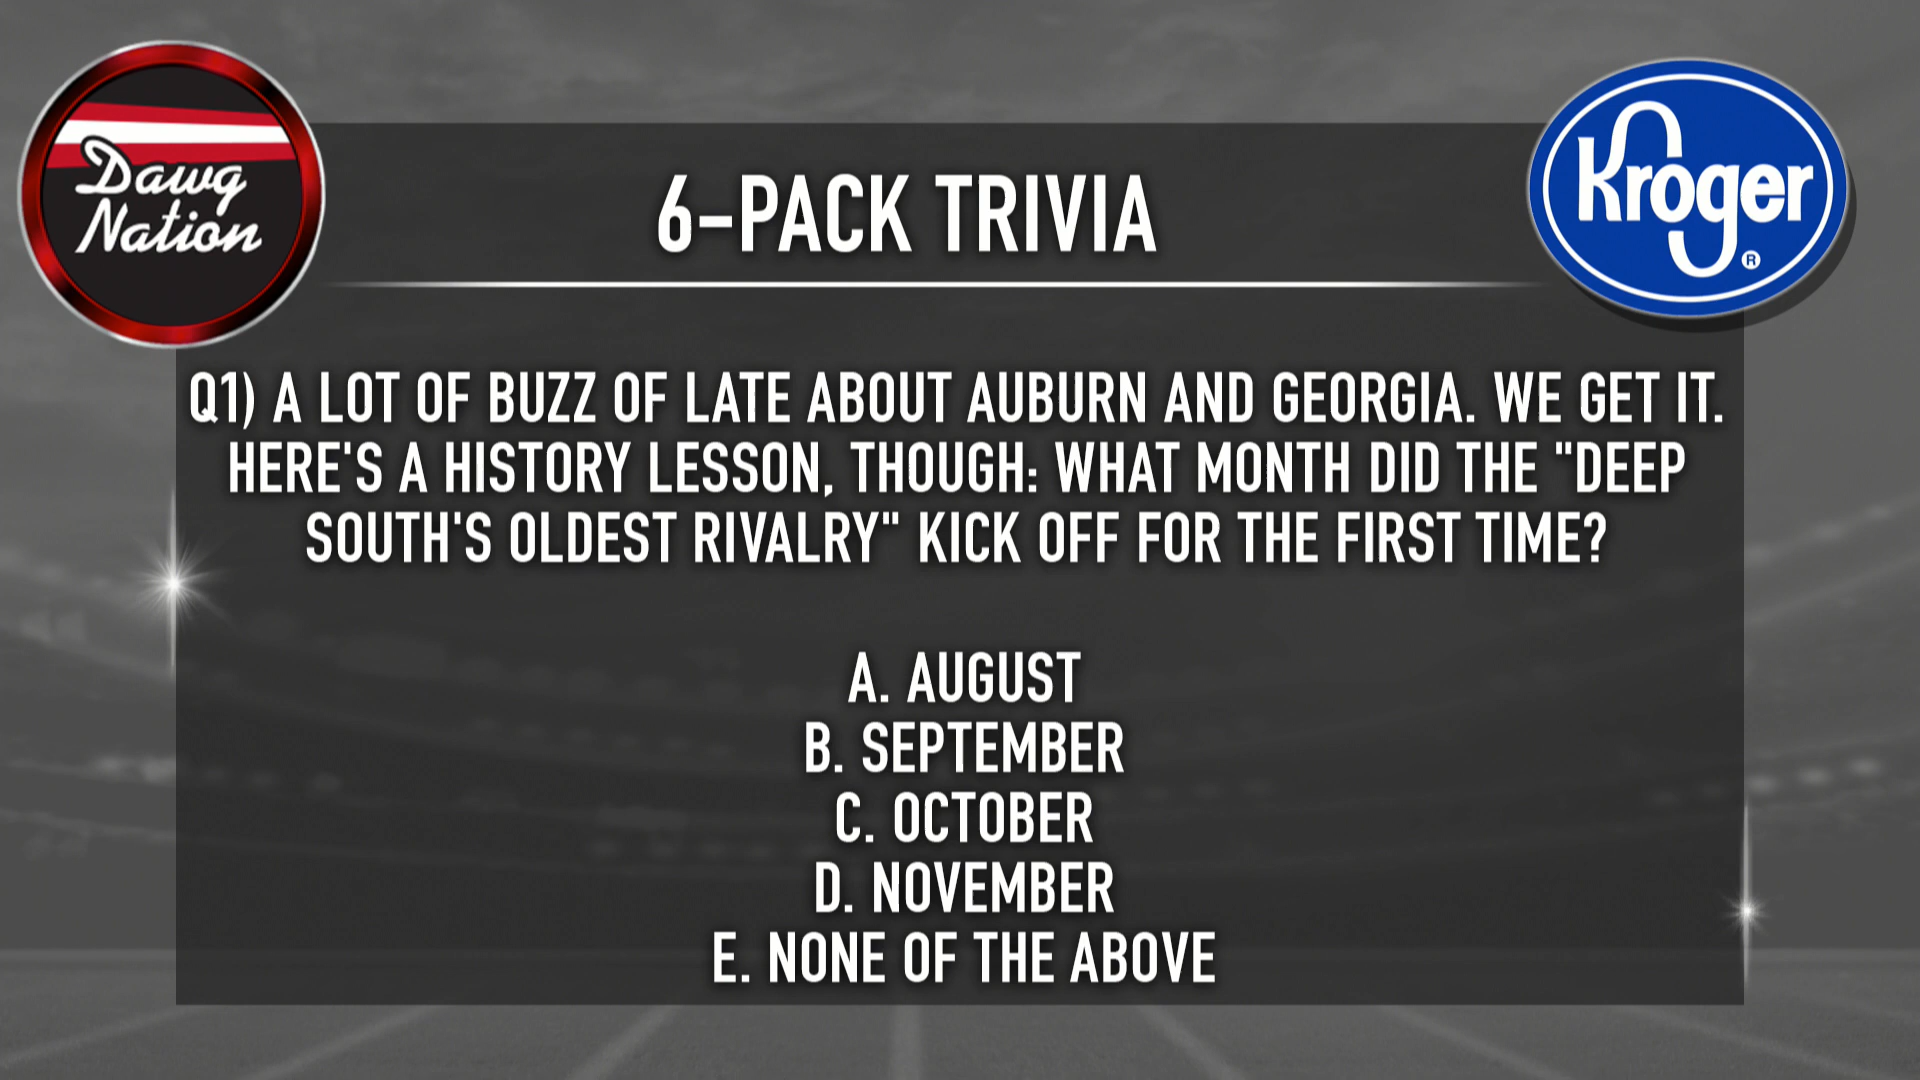 Dawg
Nation
6-PACK TRIVIA
Kroger
®
Q1) A LOT OF BUZZ OF LATE ABOUT AUBURN AND GEORGIA. WE GET IT.
HERE'S A HISTORY LESSON, THOUGH: WHAT MONTH DID THE "DEEP
SOUTH'S OLDEST RIVALRY" KICK OFF FOR THE FIRST TIME?
A. AUGUST
B. SEPTEMBER
C. OCTOBER
D. NOVEMBER
E. NONE OF THE ABOVE